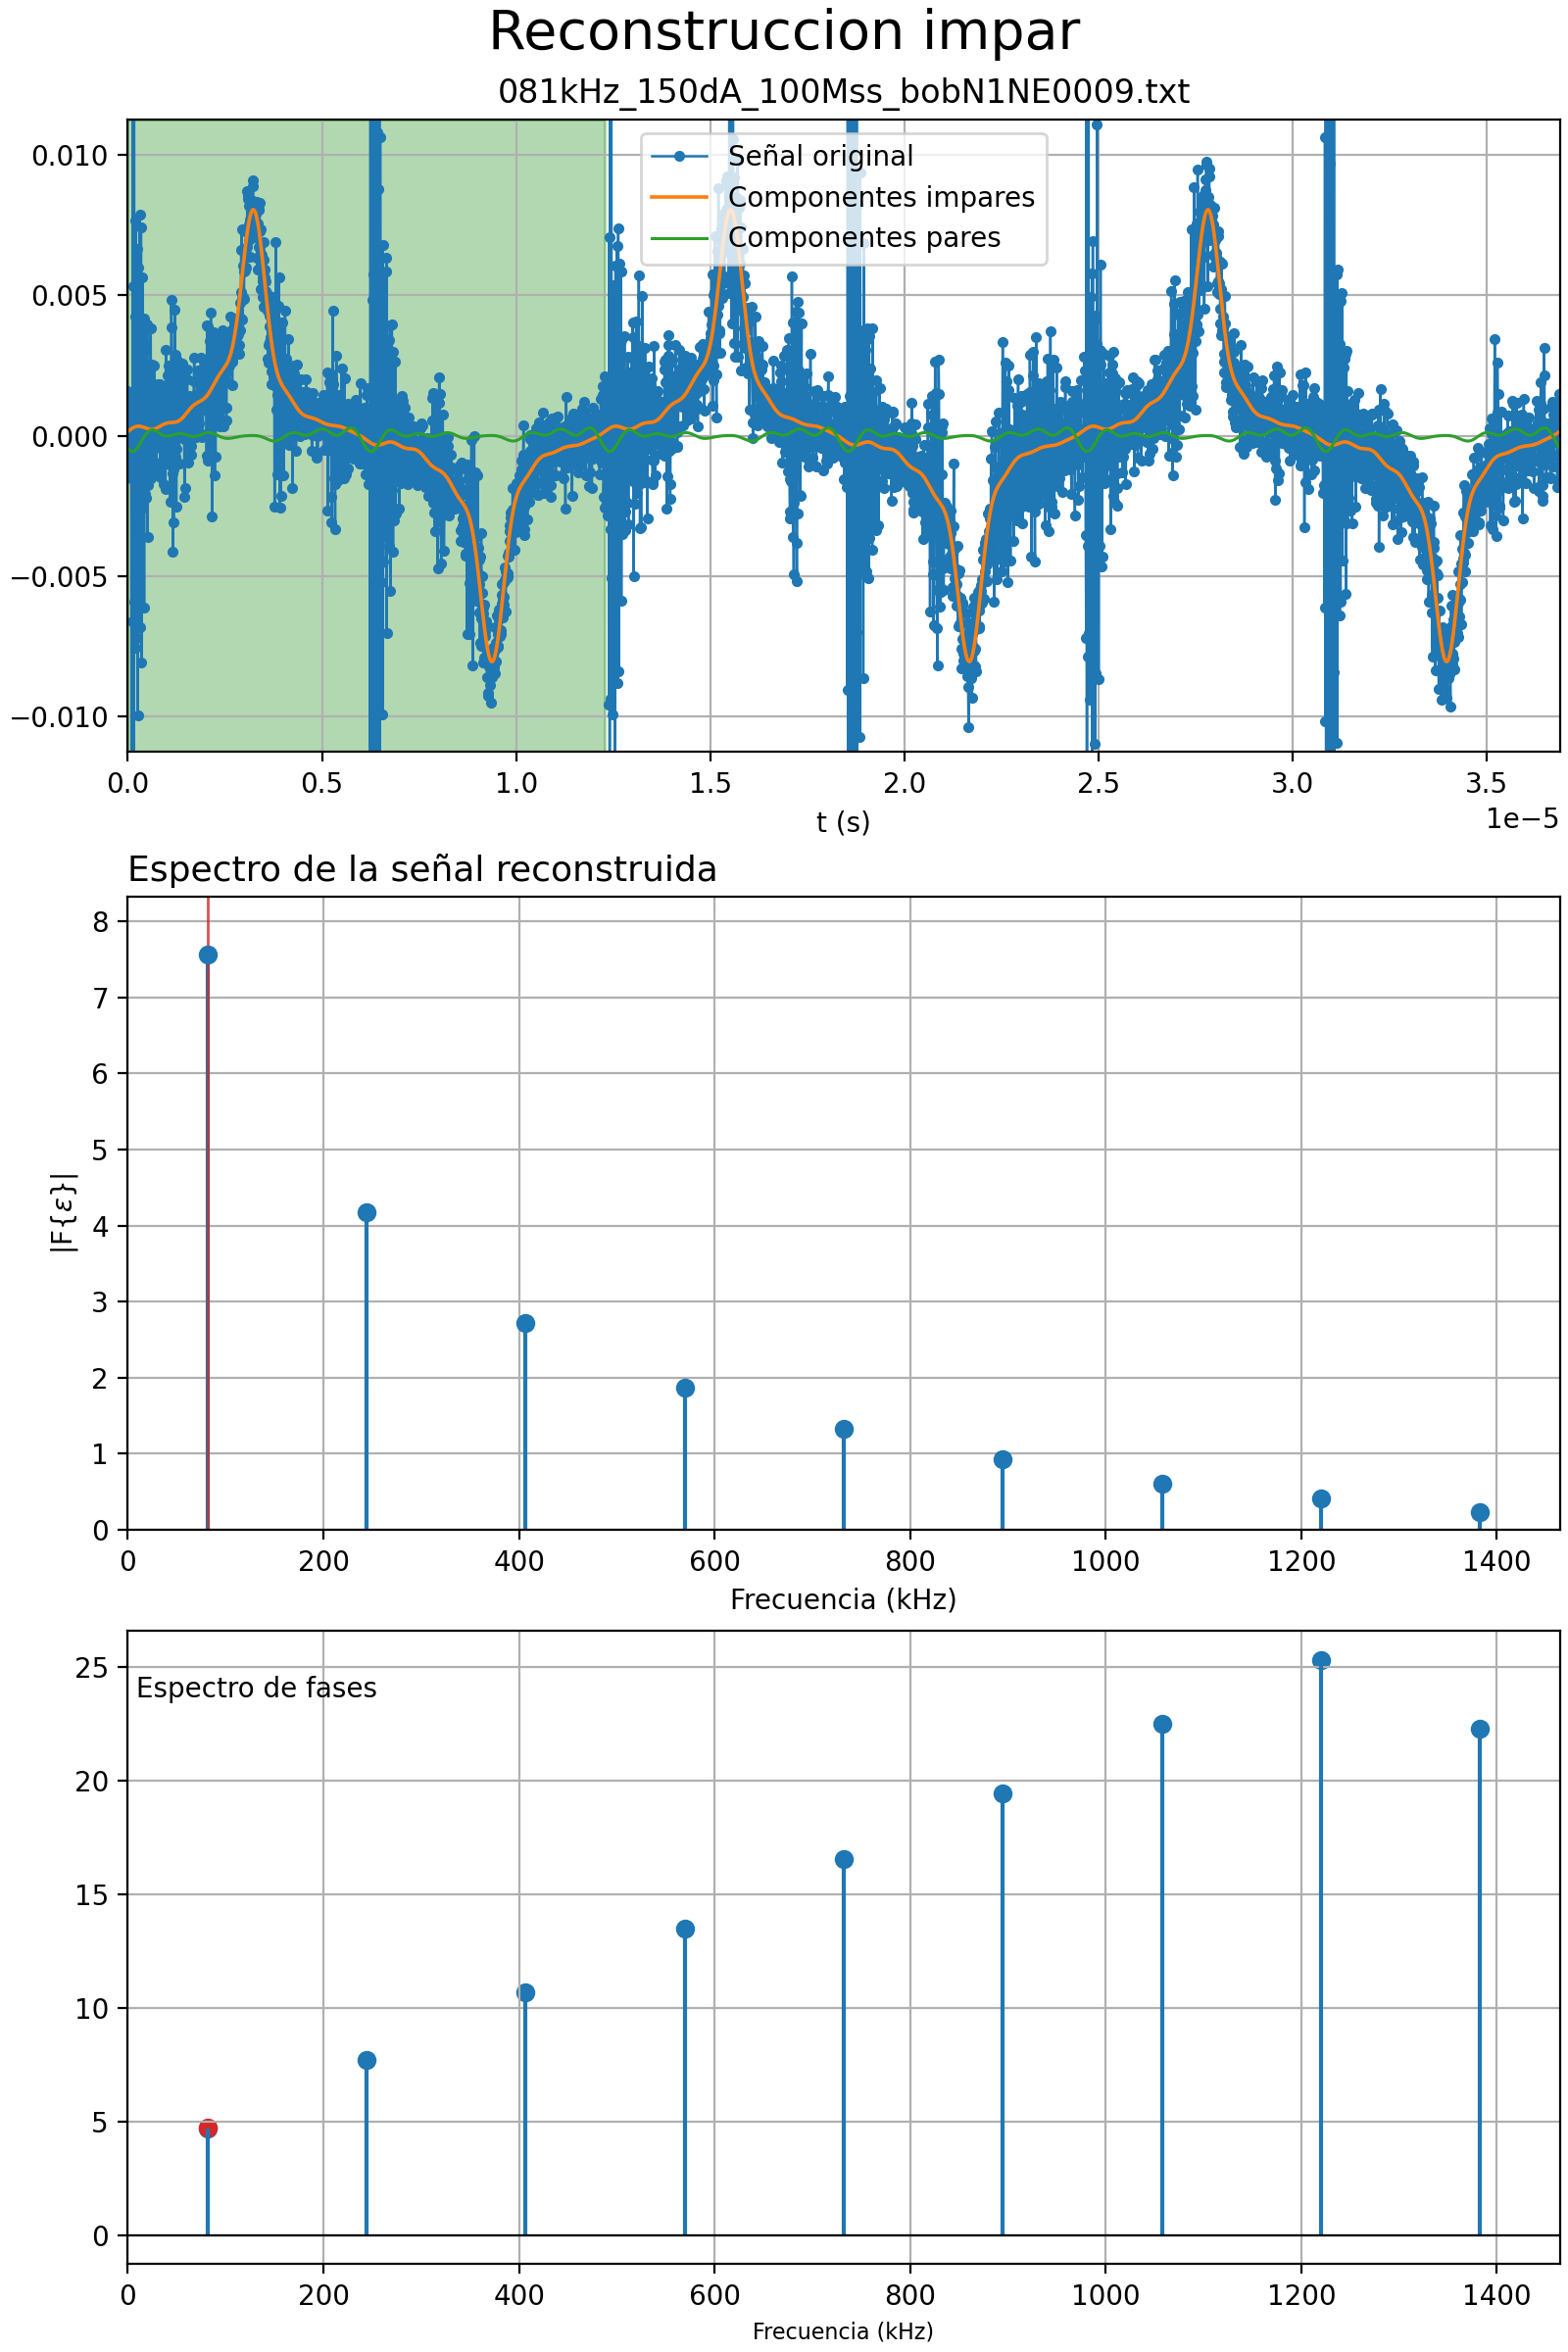 Reconstruccion impar
081kHz_150dA_100Mss_bobN1NE0009.txt
0.010
0.005
0.000
−0.005
−0.010
Señal original
Componentes impares
Componentes pares
0.0 0.5 1.0 1.5 2.0 2.5 3.0 3.5
1e−5
t (s)
Espectro de la señal reconstruida
8
7
6
5
4
3
2
1
0
|F{ε}|
0 200 400 600 800 1000 1200 1400
Frecuencia (kHz)
25
20
15
10
5
0
Espectro de fases
0 200 400 600 800 1000 1200 1400
Frecuencia (kHz)